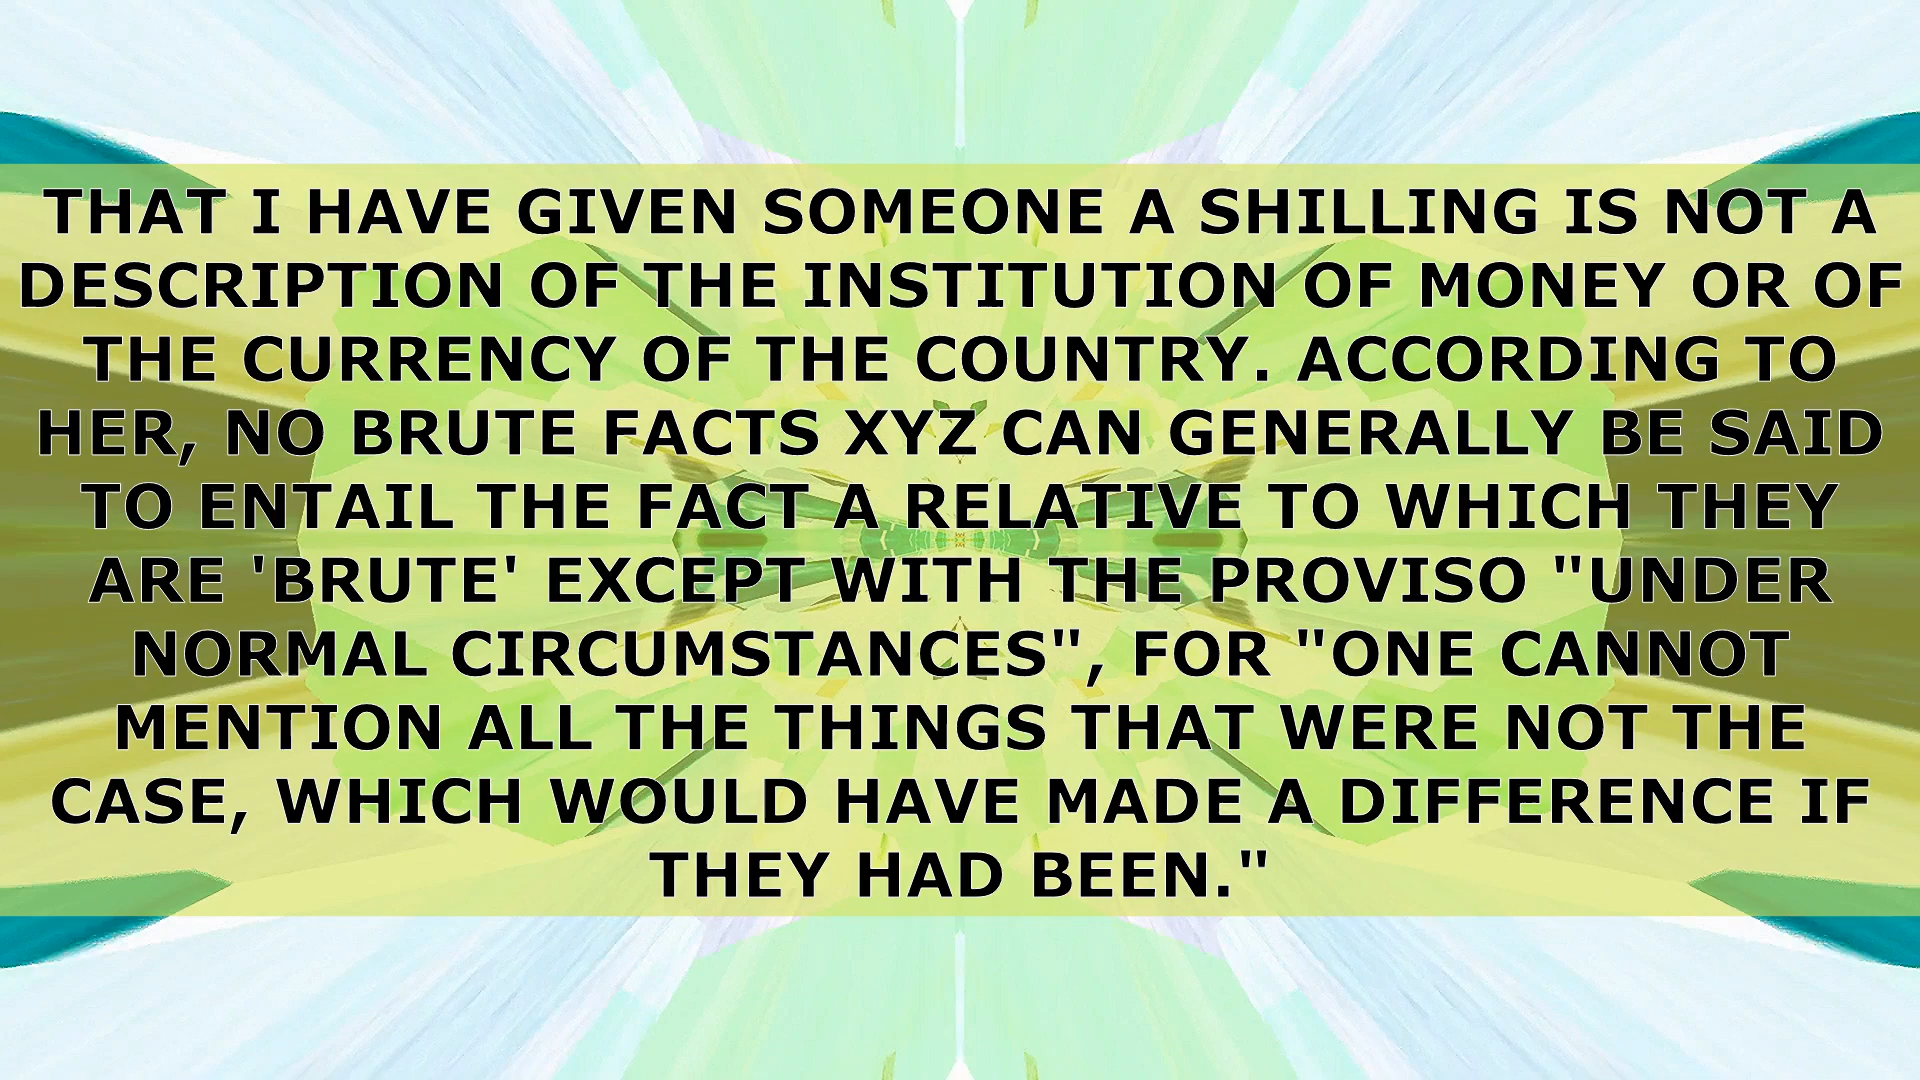 THAT I HAVE GIVEN SOMEONE A SHILLING IS NOT A
DESCRIPTION OF THE INSTITUTION OF MONEY OR OF
THE CURRENCY OF THE COUNTRY. ACCORDING TO
HER, NO BRUTE FACTS XYZ CAN GENERALLY BE SAID
TO ENTAIL THE FACT A RELATIVE TO WHICH THEY
ARE 'BRUTE' EXCEPT WITH THE PROVISO "UNDER
NORMAL CIRCUMSTANCES", FOR "ONE CANNOT
MENTION ALL THE THINGS THAT WERE NOT THE
CASE, WHICH WOULD HAVE MADE A DIFFERENCE IF
THEY HAD BEEN."